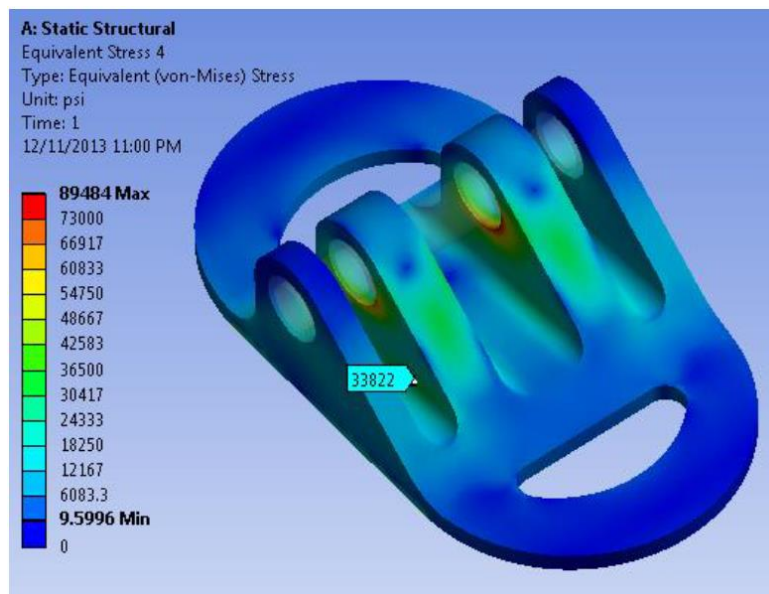 A: Static Structural
Equivalent Stress 4
Type: Equivalent (von-Mises) Stress
Unit: psi
Time: 1
12/11/2013 11:00 PM
89484 Max
73000
66917
60833
54750
48667
42583
36500
30417
24333
18250
12167
6083.3
9.5996 Min
0
33822